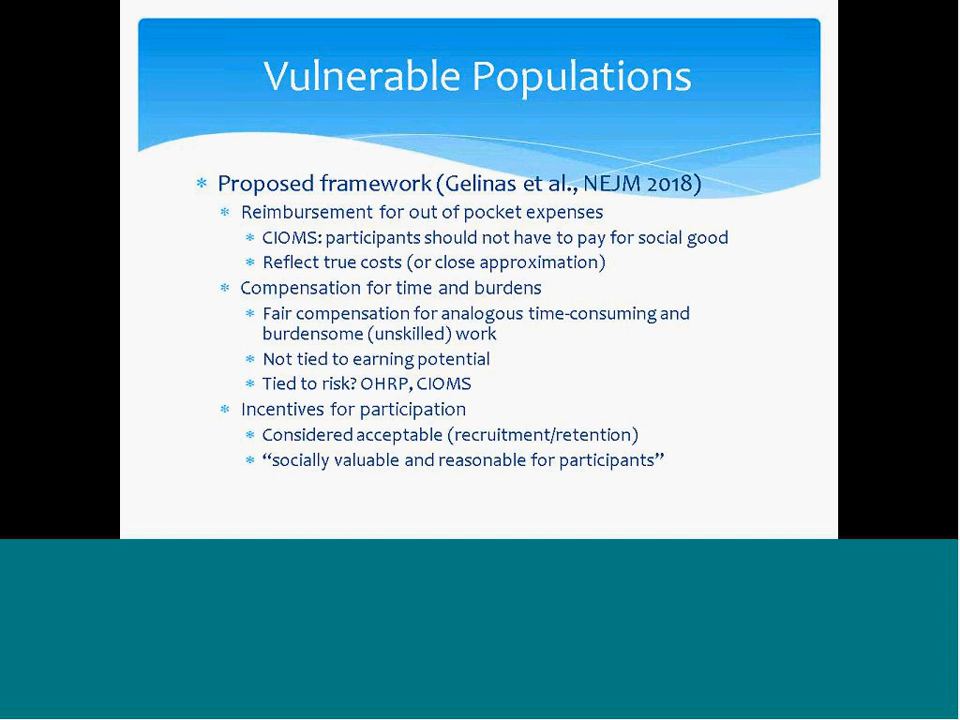 Vulnerable Populations
* Proposed framework (Gelinas et al., NEJM 2018)
* Reimbursement for out of pocket expenses
* CIOMS: participants should not have to pay for social good
* Reflect true costs (or close approximation)
* Compensation for time and burdens
* Fair compensation for analogous time-consuming and
burdensome (unskilled) work
* Not tied to earning potential
* Tied to risk? OHRP, CIOMS
* Incentives for participation
* Considered acceptable (recruitment/retention)
* “socially valuable and reasonable for participants”